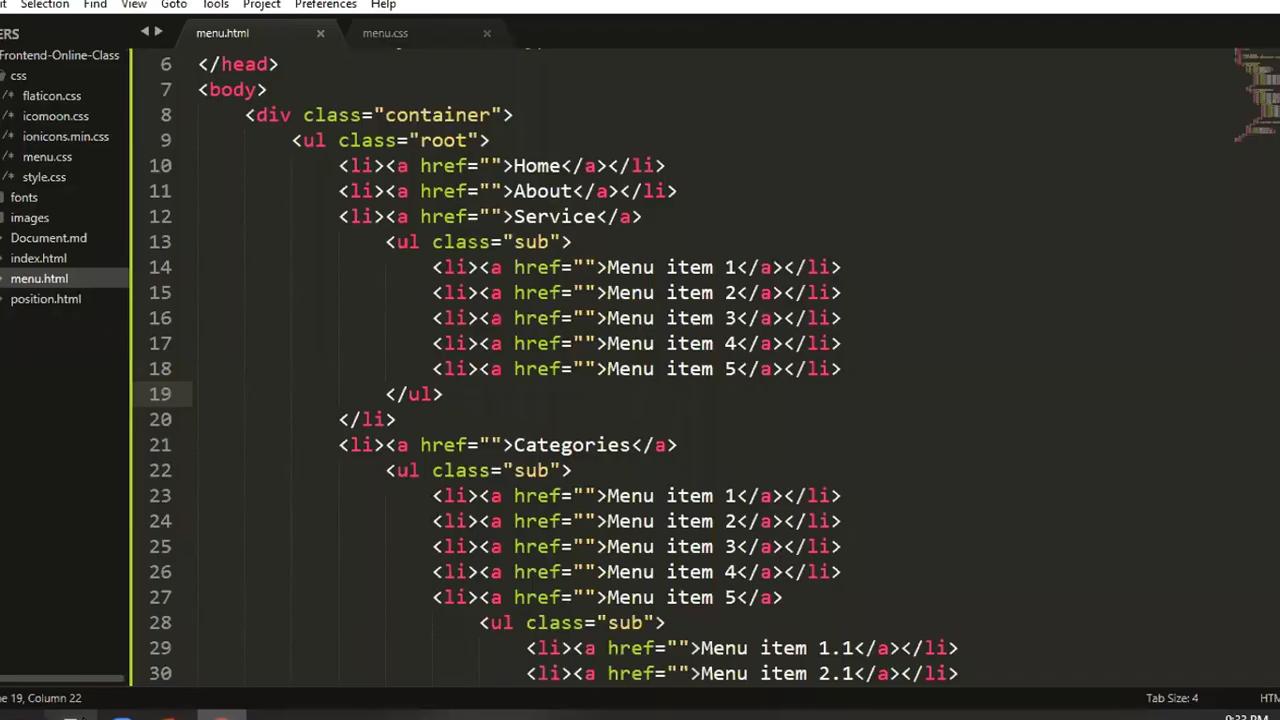 Selection Find View Goto Tools Project Preferences Help
ERS
Frontend-Online-Class
css
/* flaticon.css
/* icomoon.css
/* ionicons.min.css
/* menu.css
/* style.css
fonts
images
Document.md
index.html
menu.html
position.html
menu.html × menu.css ×
6 </head>
7 <body>
8 <div class="container">
9 <ul class="root">
10 <li><a href="">Home</a></li>
11 <li><a href="">About</a></li>
12 <li><a href="">Service</a>
13 <ul class="sub">
14 <li><a href="">Menu item 1</a></li>
15 <li><a href="">Menu item 2</a></li>
16 <li><a href="">Menu item 3</a></li>
17 <li><a href="">Menu item 4</a></li>
18 <li><a href="">Menu item 5</a></li>
19 </ul>
20 </li>
21 <li><a href="">Categories</a>
22 <ul class="sub">
23 <li><a href="">Menu item 1</a></li>
24 <li><a href="">Menu item 2</a></li>
25 <li><a href="">Menu item 3</a></li>
26 <li><a href="">Menu item 4</a></li>
27 <li><a href="">Menu item 5</a>
28 <ul class="sub">
29 <li><a href="">Menu item 1.1</a></li>
30 <li><a href="">Menu item 2.1</a></li>
ne 19, Column 22 Tab Size: 4 HTM